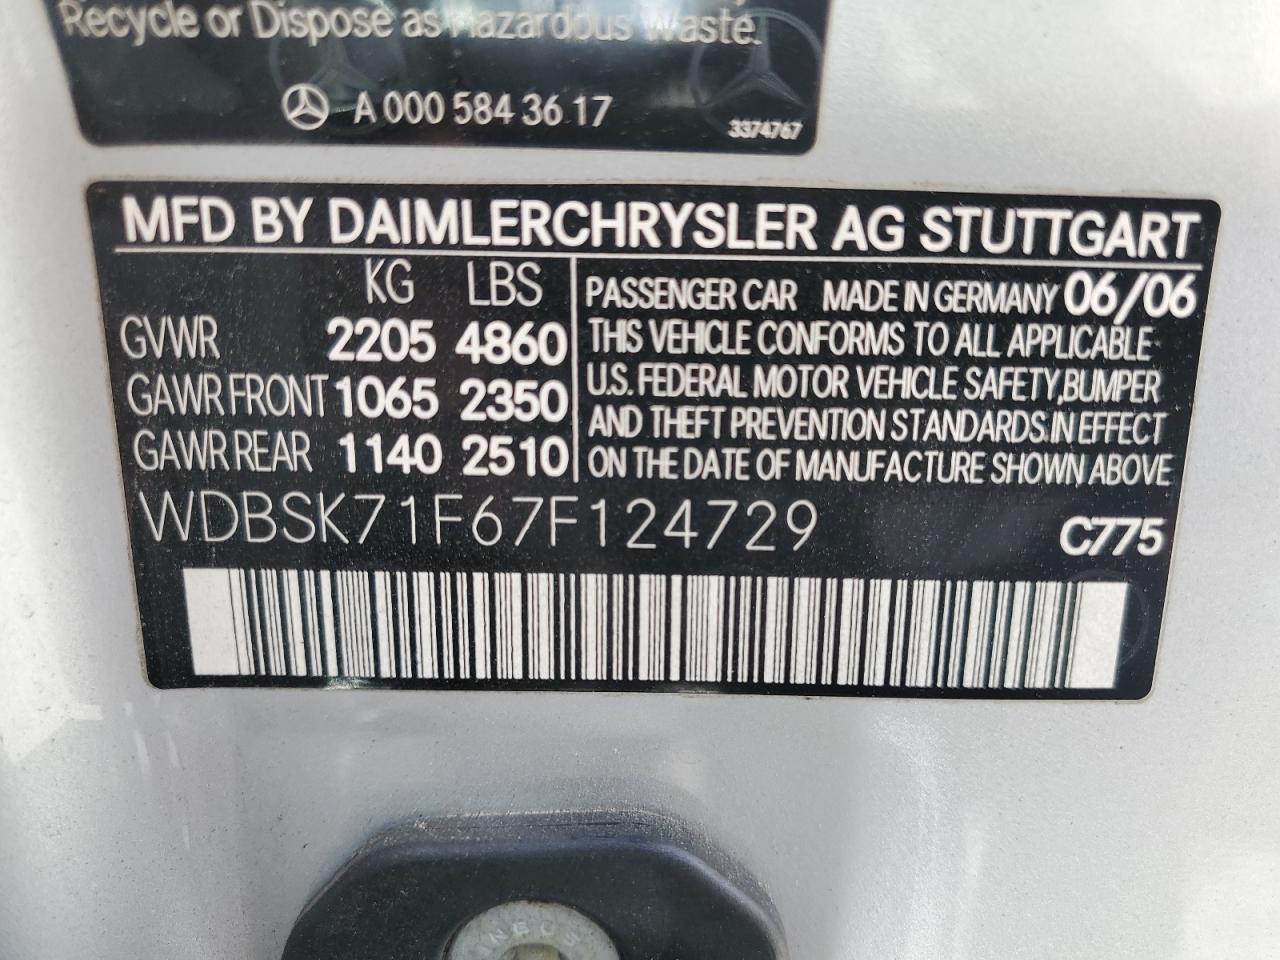 Recycle or Dispose as Hazardous Waste.
A 000 584 36 17
3374767
MFD BY DAIMLERCHRYSLER AG STUTTGART
KG LBS
GVWR 2205 4860
GAWR FRONT 1065 2350
GAWR REAR 1140 2510
PASSENGER CAR MADE IN GERMANY 06/06
THIS VEHICLE CONFORMS TO ALL APPLICABLE
U.S. FEDERAL MOTOR VEHICLE SAFETY,BUMPER
AND THEFT PREVENTION STANDARDS IN EFFECT
ON THE DATE OF MANUFACTURE SHOWN ABOVE
WDBSK71F67F124729
C775